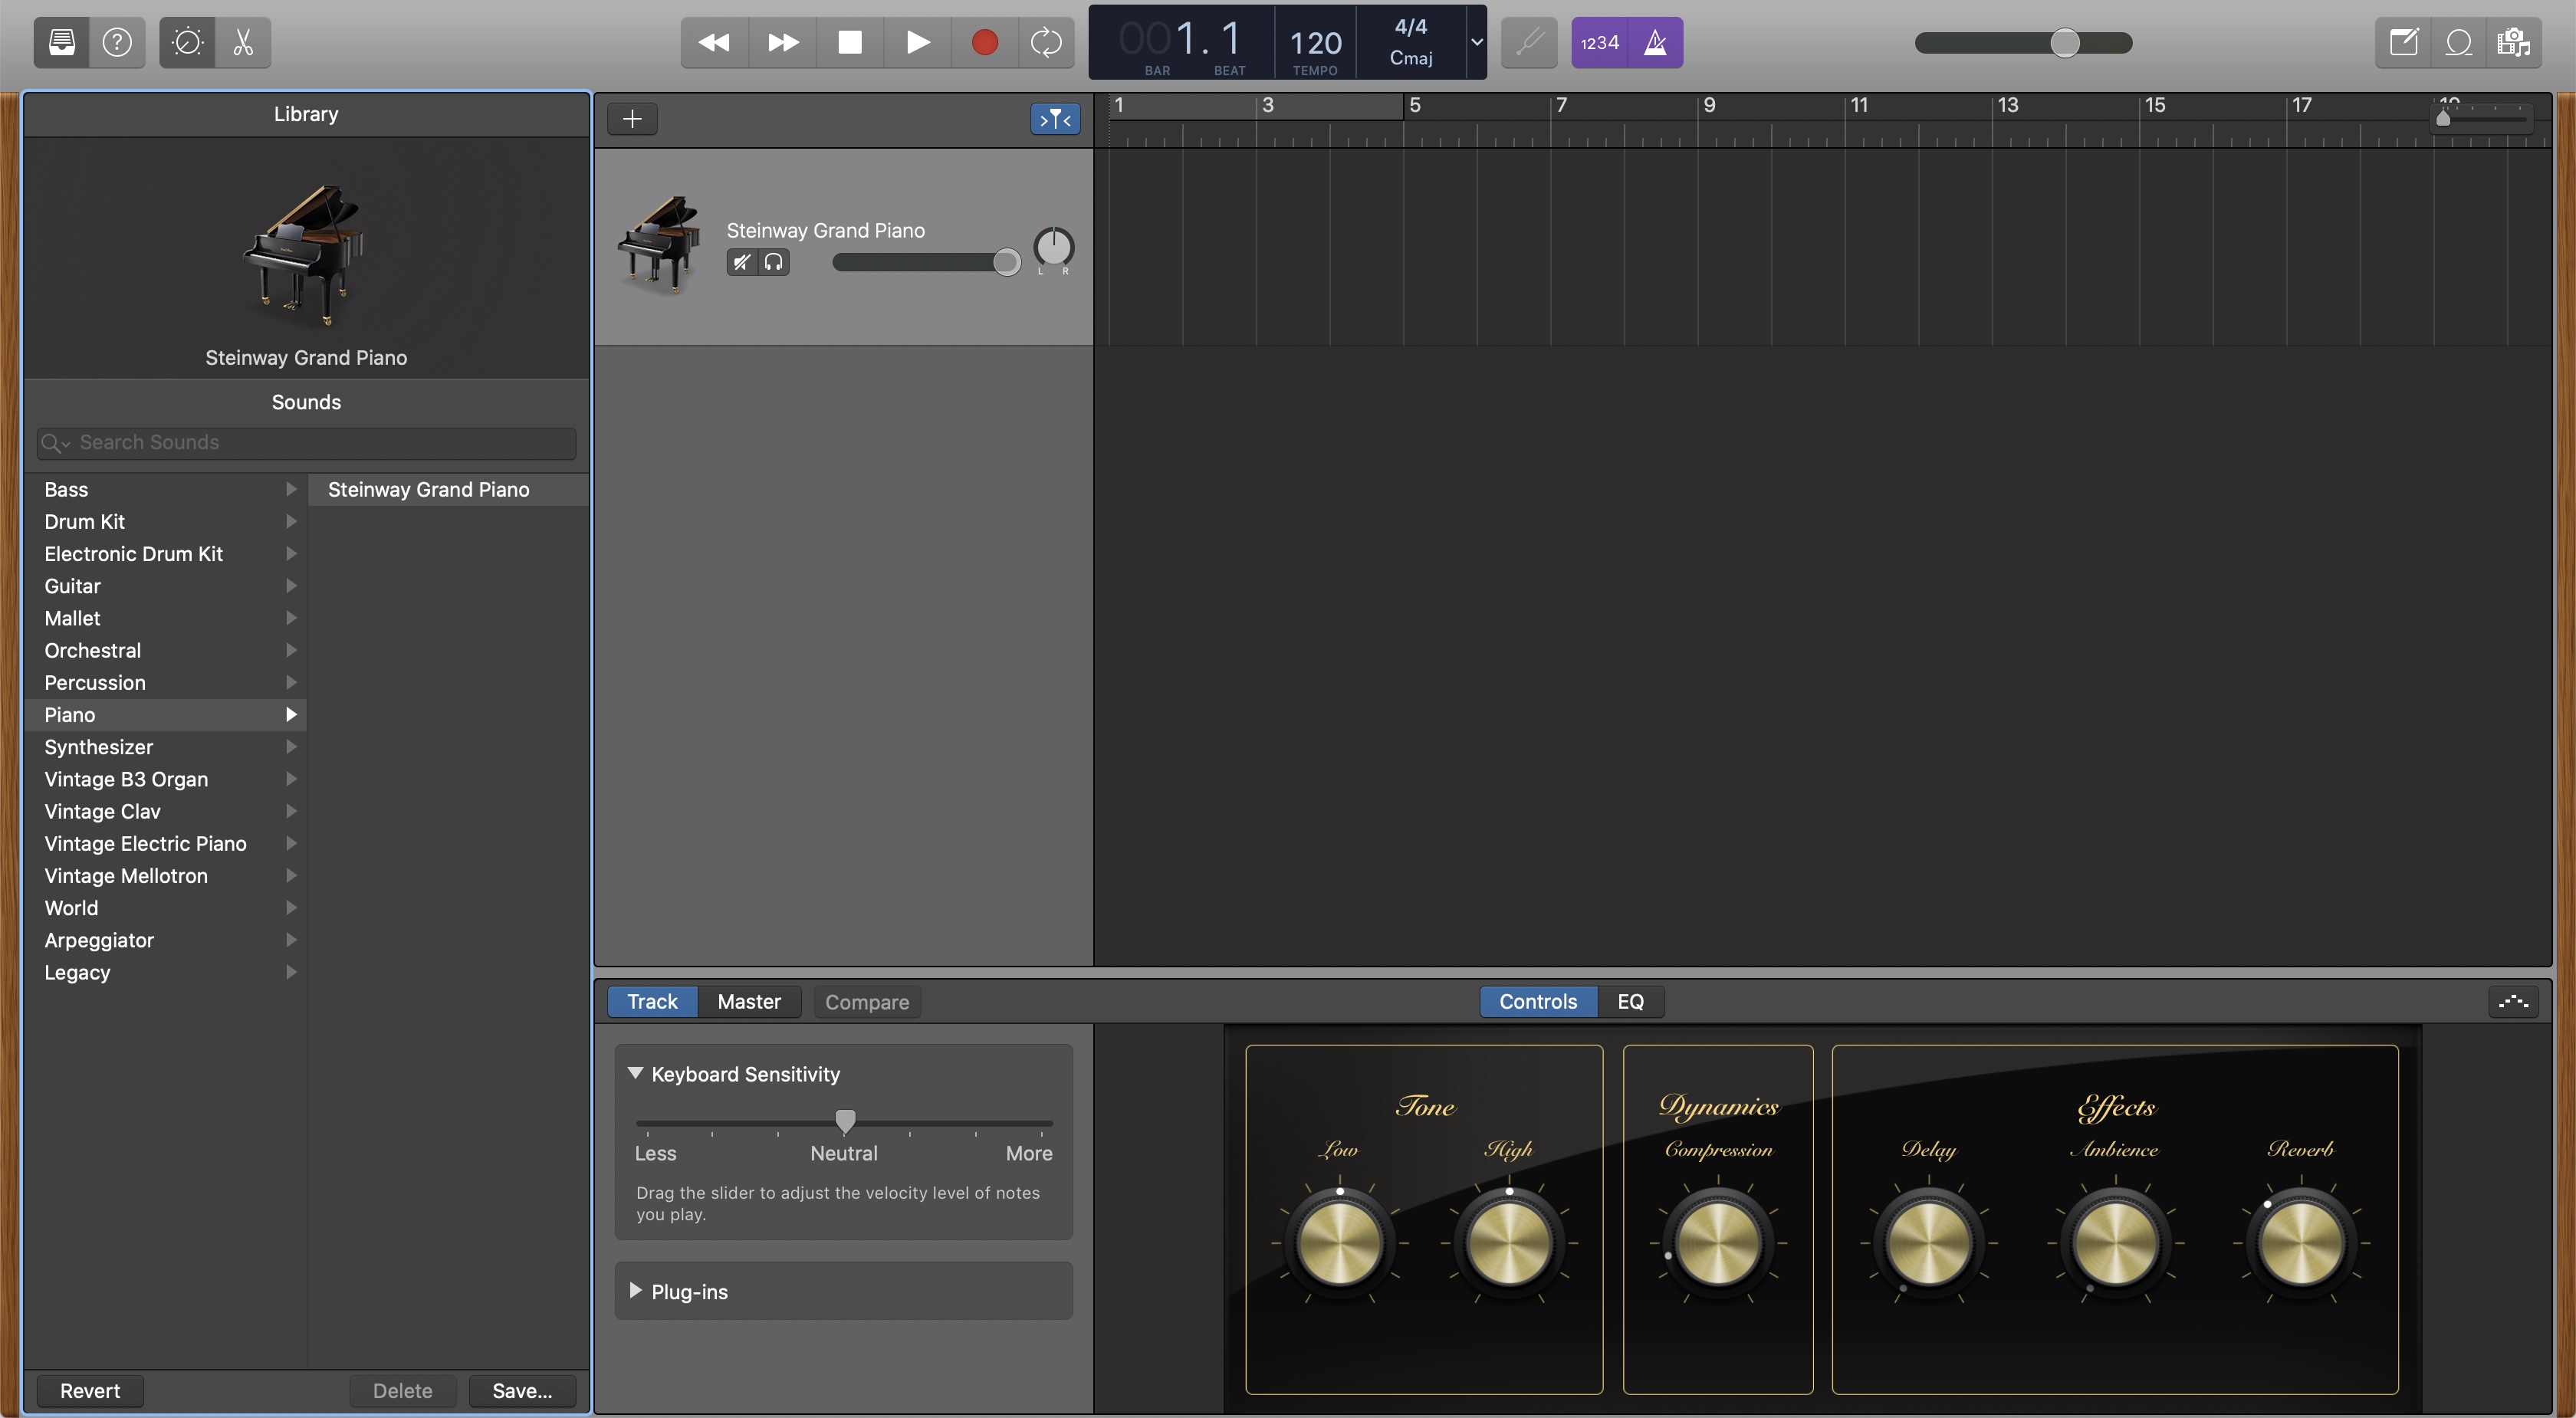 001. 1
BAR BEAT
120
TEMPO
4/4
Cmaj
1234
Library
Steinway Grand Piano
Sounds
Search Sounds
Bass
Drum Kit
Electronic Drum Kit
Guitar
Mallet
Orchestral
Percussion
Piano
Synthesizer
Vintage B3 Organ
Vintage Clav
Vintage Electric Piano
Vintage Mellotron
World
Arpeggiator
Legacy
Steinway Grand Piano
Revert Delete Save...
1 3 5 7 9 11 13 15 17
Steinway Grand Piano
L R
Track Master Compare
Controls EQ
Keyboard Sensitivity
Less Neutral More
Drag the slider to adjust the velocity level of notes
you play.
Plug-ins
Tone
Low High
Dynamics
Compression
Effects
Delay Ambience Reverb